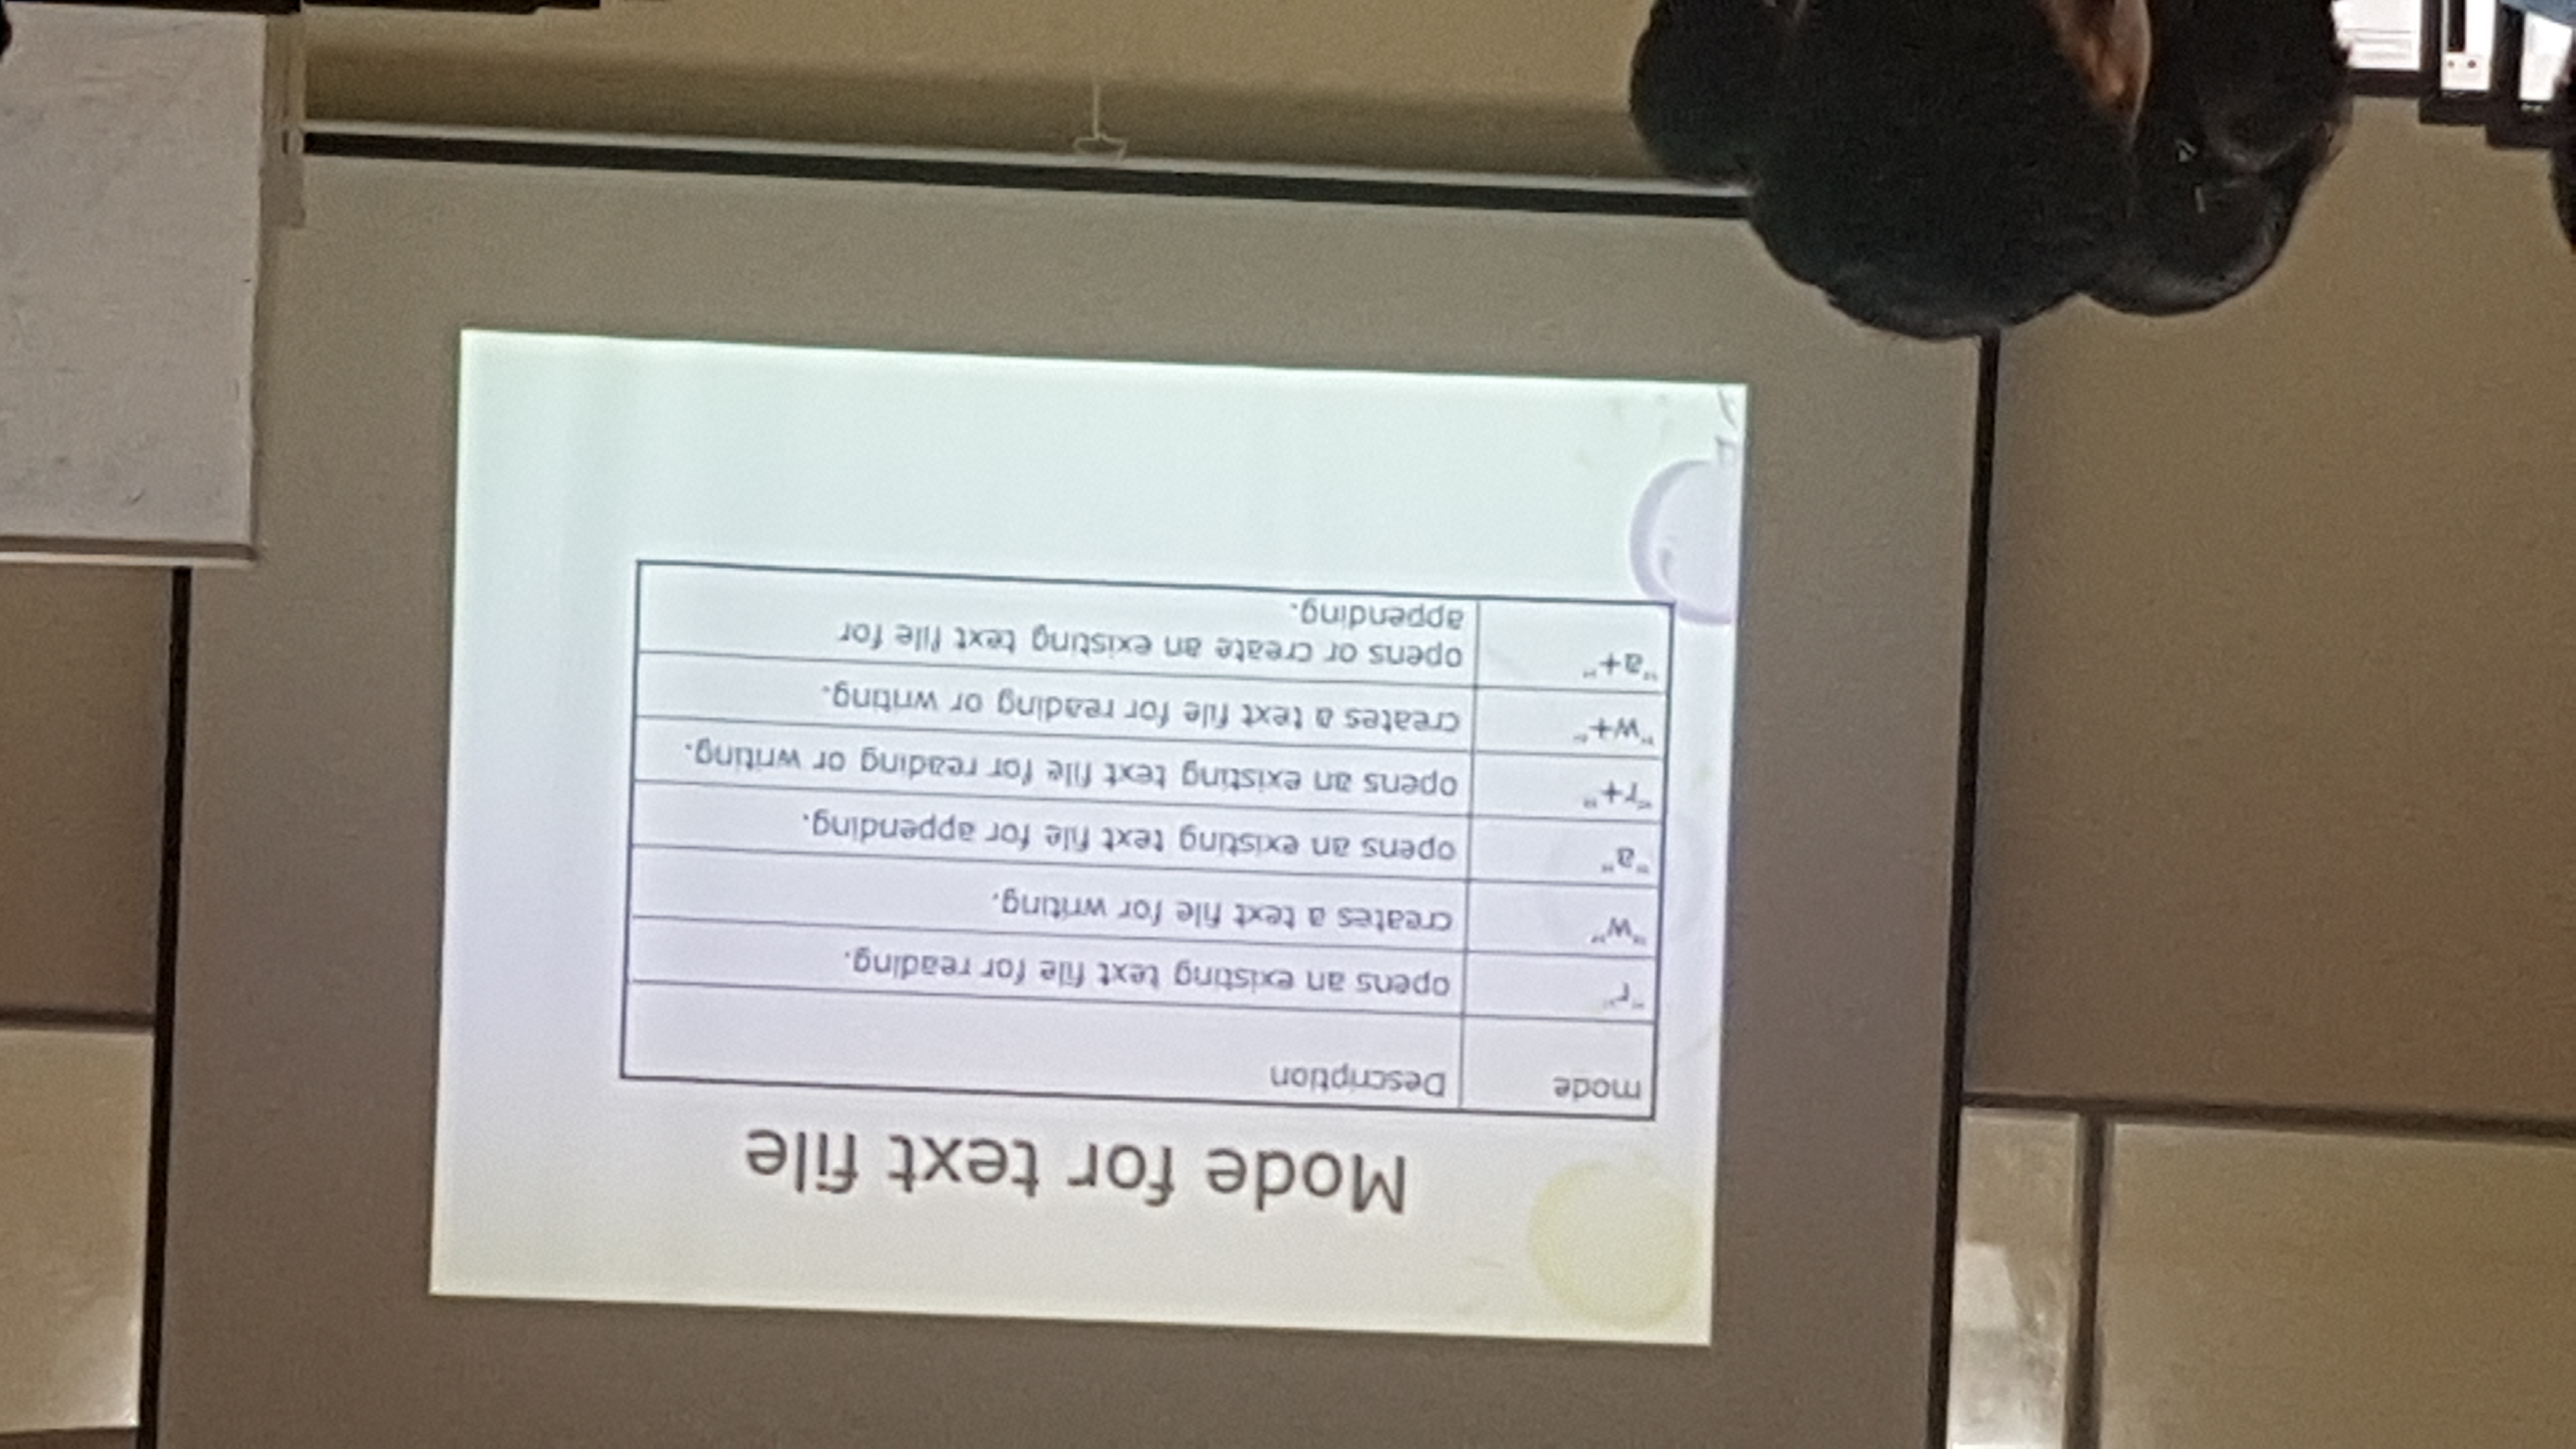 Mode for text file
mode Description
"r" opens an existing text file for reading.
"w" creates a text file for writing.
"a" opens an existing text file for appending.
"r+" opens an existing text file for reading or writing.
"w+" creates a text file for reading or writing.
"a+" opens or create an existing text file for
appending.